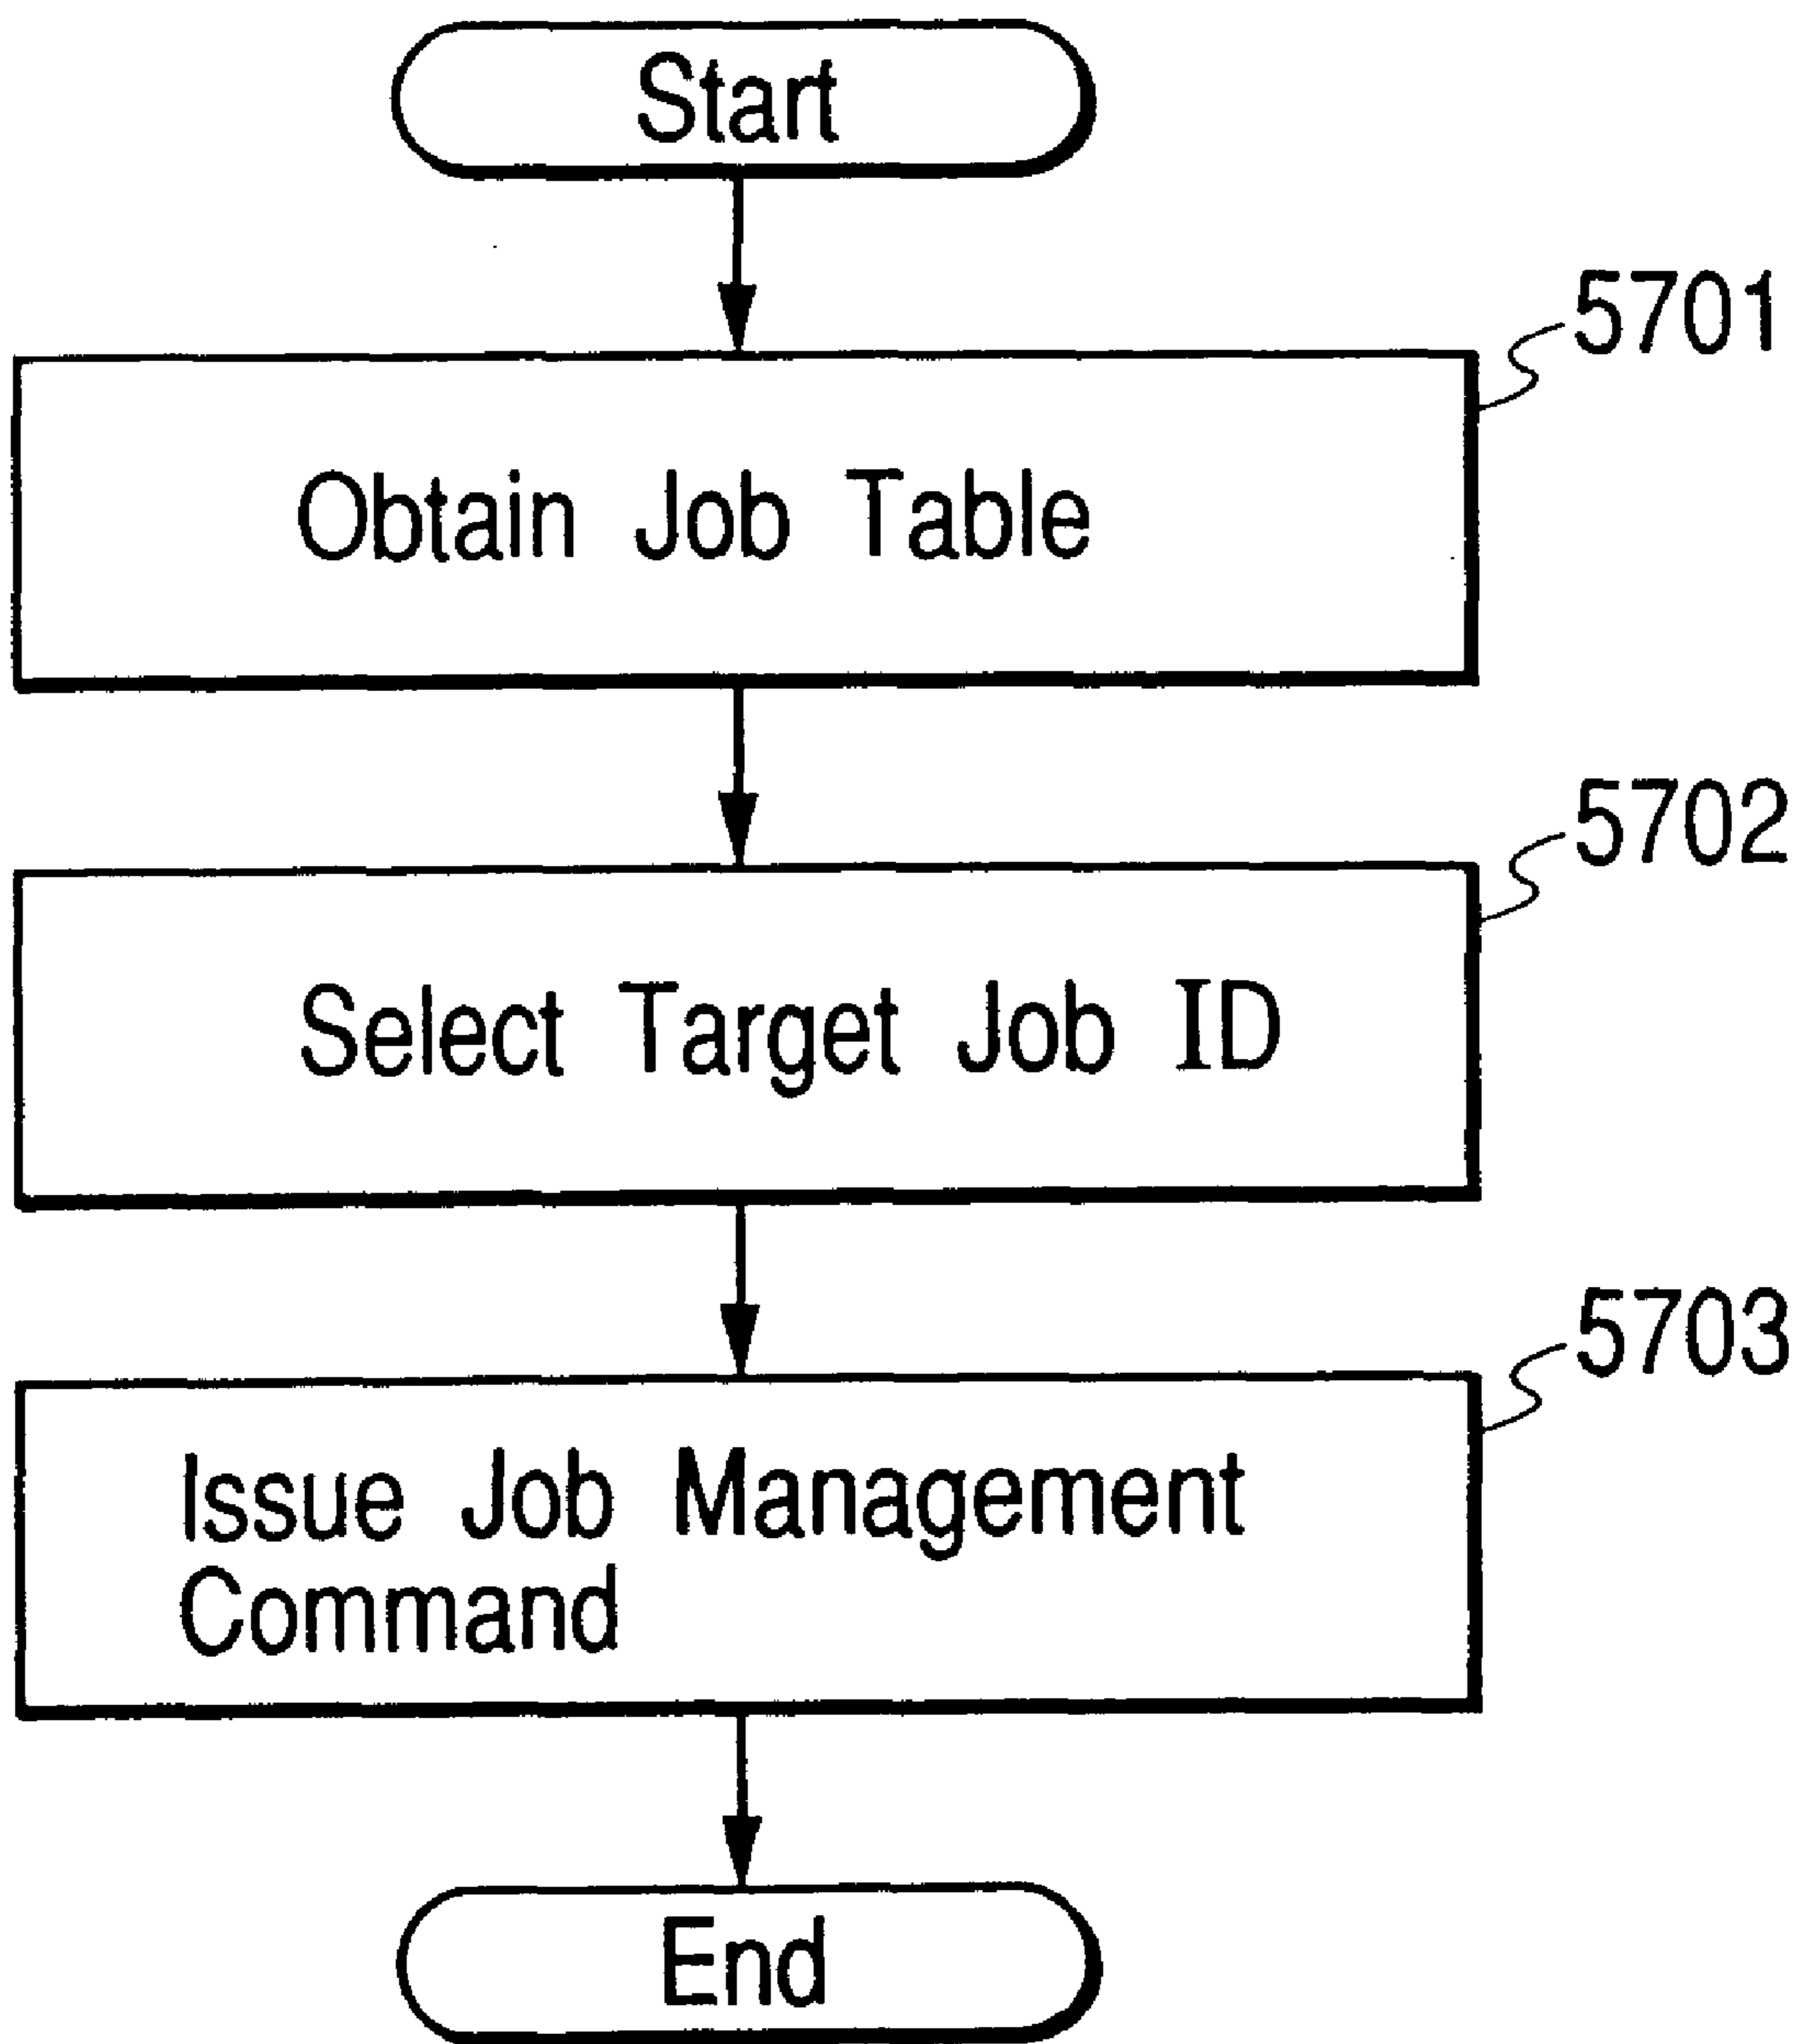 Start
5701
Obtain Job Table
5702
Select Target Job ID
5703
Issue Job Management
Command
End